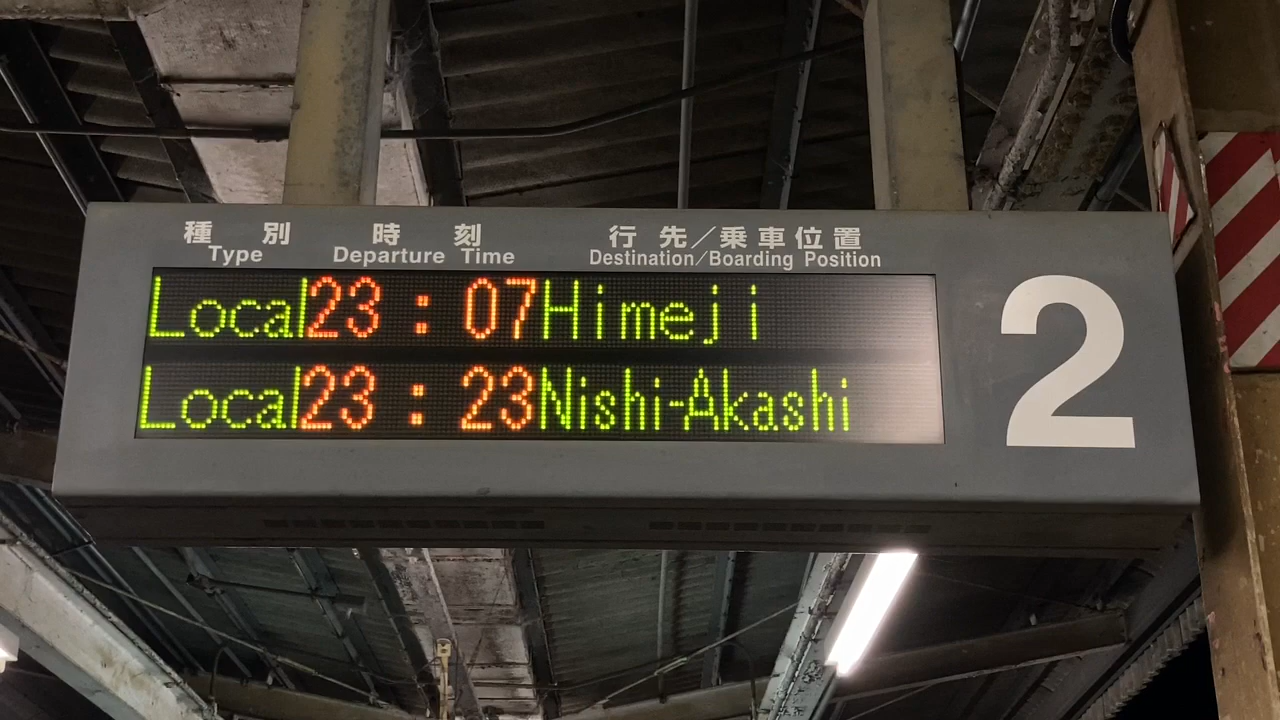 種別 時刻 行先／乗車位置
Type Departure Time Destination／Boarding Position
Local 23:07 Himeji
Local 23:23 Nishi-Akashi
2